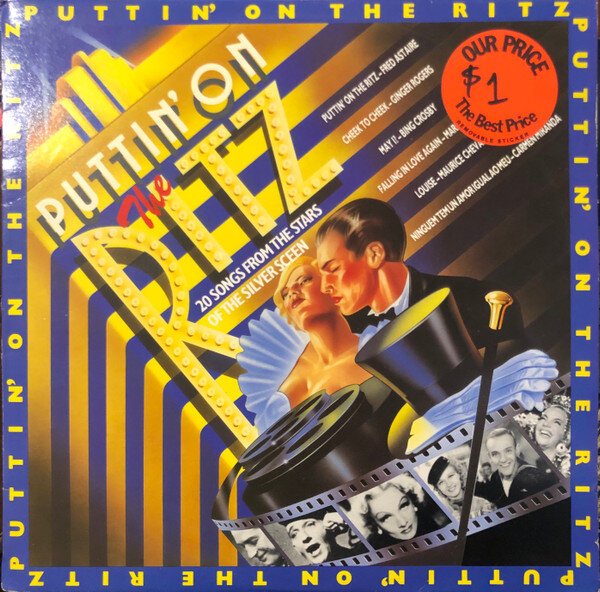 PUTTIN' ON THE RITZ
PUTTIN' ON THE RITZ
PUTTIN' ON THE RITZ
PUTTIN' ON THE RITZ
PUTTIN' ON
The
RITZ
20 SONGS FROM THE STARS
OF THE SILVER SCEEN
PUTTIN' ON THE RITZ - FRED ASTAIRE
CHEEK TO CHEEK - GINGER ROGERS
MAY I? - BING CROSBY
FALLING IN LOVE AGAIN -
LOUISE - MAURICE
NINGUEM TEM UM AMOR IGUAL AO MEU - CARMEN MIRANDA
OUR PRICE
$1
The Best Price
REMOVABLE STICKER